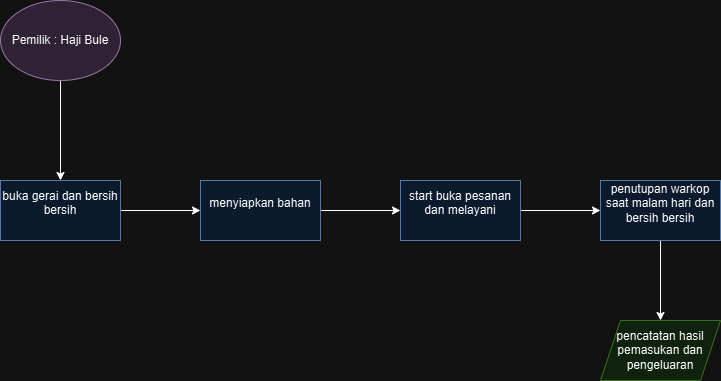 Pemilik : Haji Bule
buka gerai dan bersih
bersih
menyiapkan bahan
start buka pesanan
dan melayani
penutupan warkop
saat malam hari dan
bersih bersih
pencatatan hasil
pemasukan dan
pengeluaran